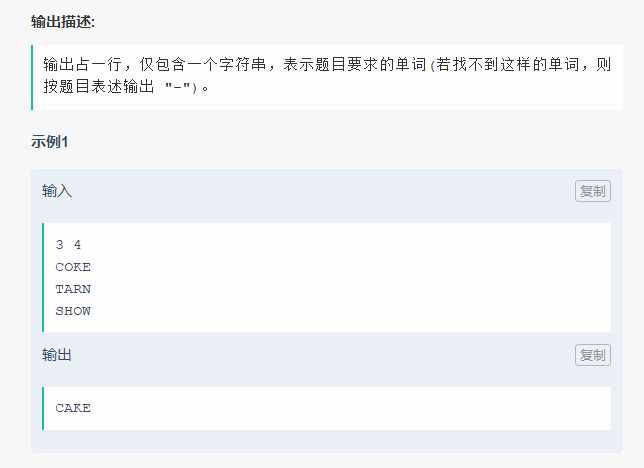 输出描述:
输出占一行，仅包含一个字符串，表示题目要求的单词(若找不到这样的单词，则
按题目表述输出 "-")。
示例1
输入
复制
3 4
COKE
TARN
SHOW
输出
复制
CAKE